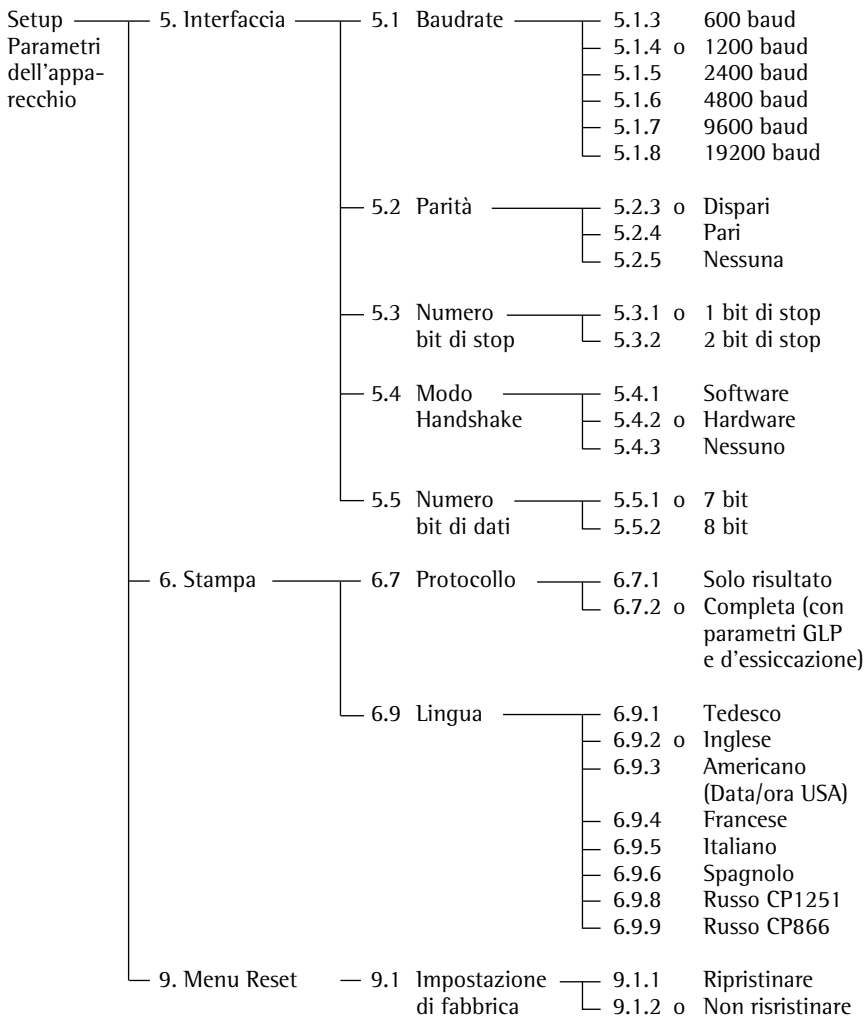 Setup 5. Interfaccia 5.1 Baudrate 5.1.3 600 baud
Parametri 5.1.4 o 1200 baud
dell'appa- 5.1.5 2400 baud
recchio 5.1.6 4800 baud
5.1.7 9600 baud
5.1.8 19200 baud
5.2 Parità 5.2.3 o Dispari
5.2.4 Pari
5.2.5 Nessuna
5.3 Numero 5.3.1 o 1 bit di stop
bit di stop 5.3.2 2 bit di stop
5.4 Modo 5.4.1 Software
Handshake 5.4.2 o Hardware
5.4.3 Nessuno
5.5 Numero 5.5.1 o 7 bit
bit di dati 5.5.2 8 bit
6. Stampa 6.7 Protocollo 6.7.1 Solo risultato
6.7.2 o Completa (con
parametri GLP
e d'essiccazione)
6.9 Lingua 6.9.1 Tedesco
6.9.2 o Inglese
6.9.3 Americano
(Data/ora USA)
6.9.4 Francese
6.9.5 Italiano
6.9.6 Spagnolo
6.9.8 Russo CP1251
6.9.9 Russo CP866
9. Menu Reset 9.1 Impostazione 9.1.1 Ripristinare
di fabbrica 9.1.2 o Non risristinare